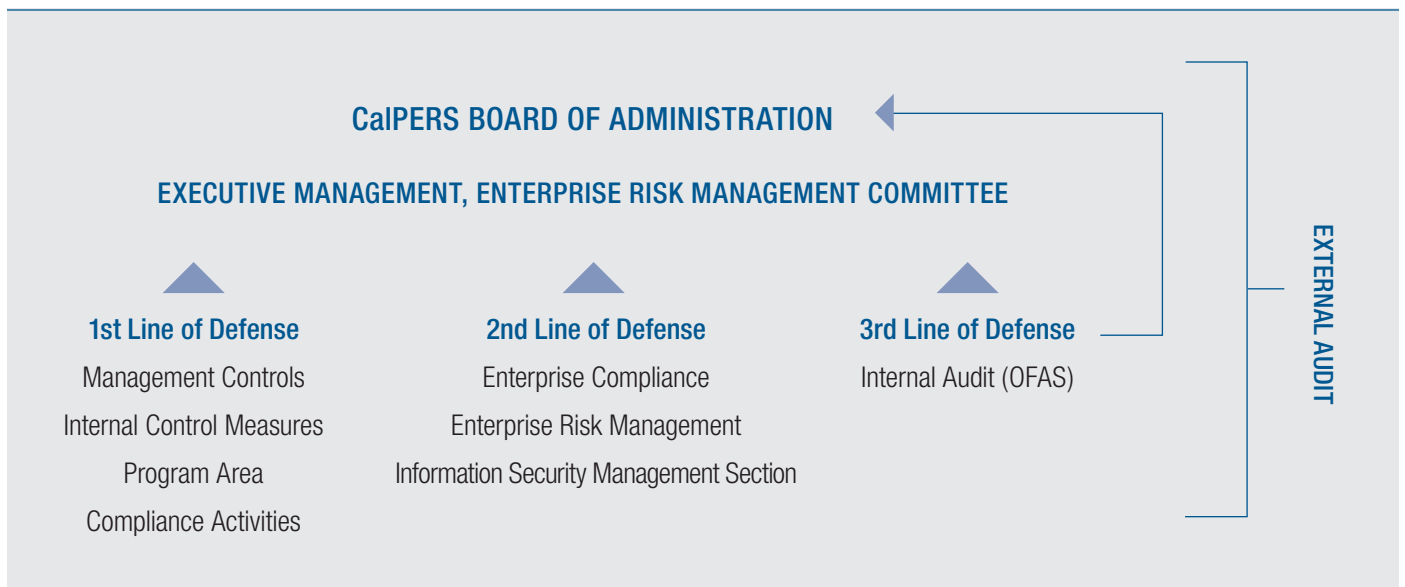 CalPERS BOARD OF ADMINISTRATION
EXECUTIVE MANAGEMENT, ENTERPRISE RISK MANAGEMENT COMMITTEE
1st Line of Defense
Management Controls
Internal Control Measures
Program Area
Compliance Activities
2nd Line of Defense
Enterprise Compliance
Enterprise Risk Management
Information Security Management Section
3rd Line of Defense
Internal Audit (OFAS)
EXTERNAL AUDIT